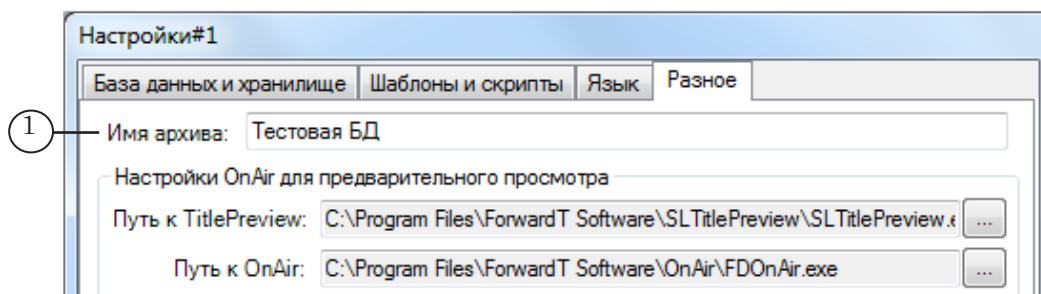 Настройки#1
База данных и хранилище Шаблоны и скрипты Язык Разное
1 Имя архива: Тестовая БД
Настройки OnAir для предварительного просмотра
Путь к TitlePreview: C:\Program Files\ForwardT Software\SLTitlePreview\SLTitlePreview.e ...
Путь к OnAir: C:\Program Files\ForwardT Software\OnAir\FDOnAir.exe ...